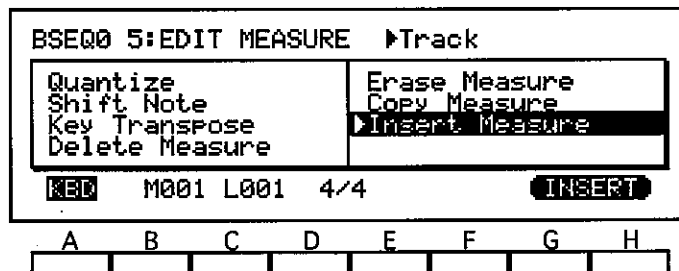 BSEQ0 5:EDIT MEASURE ▶Track
Quantize
Shift Note
Key Transpose
Delete Measure
Erase Measure
Copy Measure
▶Insert Measure
KBD M001 L001 4/4 INSERT
A B C D E F G H